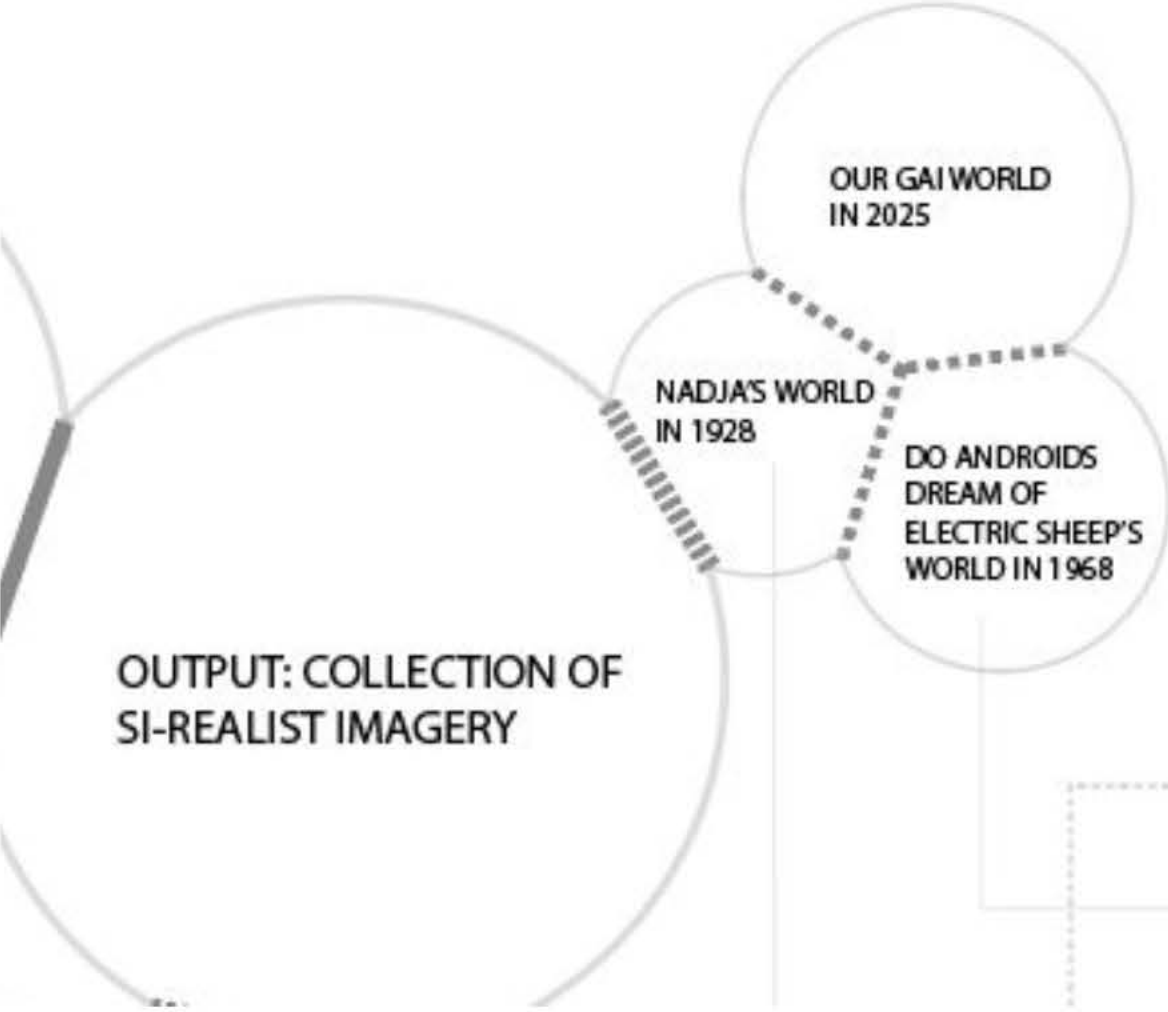 OUR GAI WORLD
IN 2025
NADJA'S WORLD
IN 1928
DO ANDROIDS
DREAM OF
ELECTRIC SHEEP'S
WORLD IN 1968
OUTPUT: COLLECTION OF
SI-REALIST IMAGERY